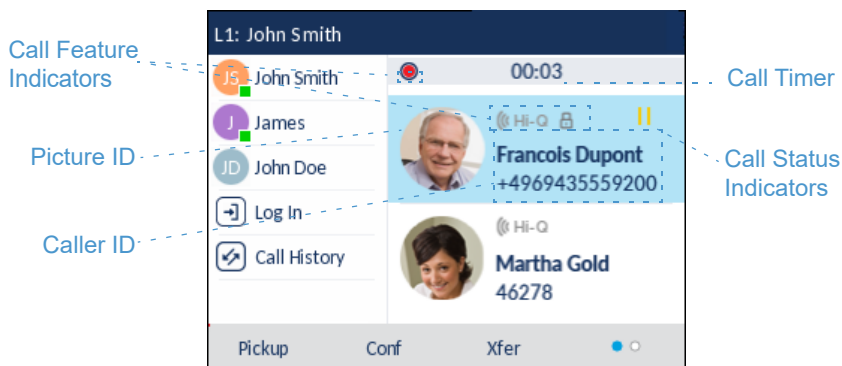 L1: John Smith
Call Feature
Indicators
JS
John Smith
00:03
Call Timer
J
James
Hi-Q
Picture ID
JD
John Doe
Francois Dupont
+4969435559200
Call Status
Indicators
Log In
Hi-Q
Caller ID
Call History
Martha Gold
46278
Pickup
Conf
Xfer